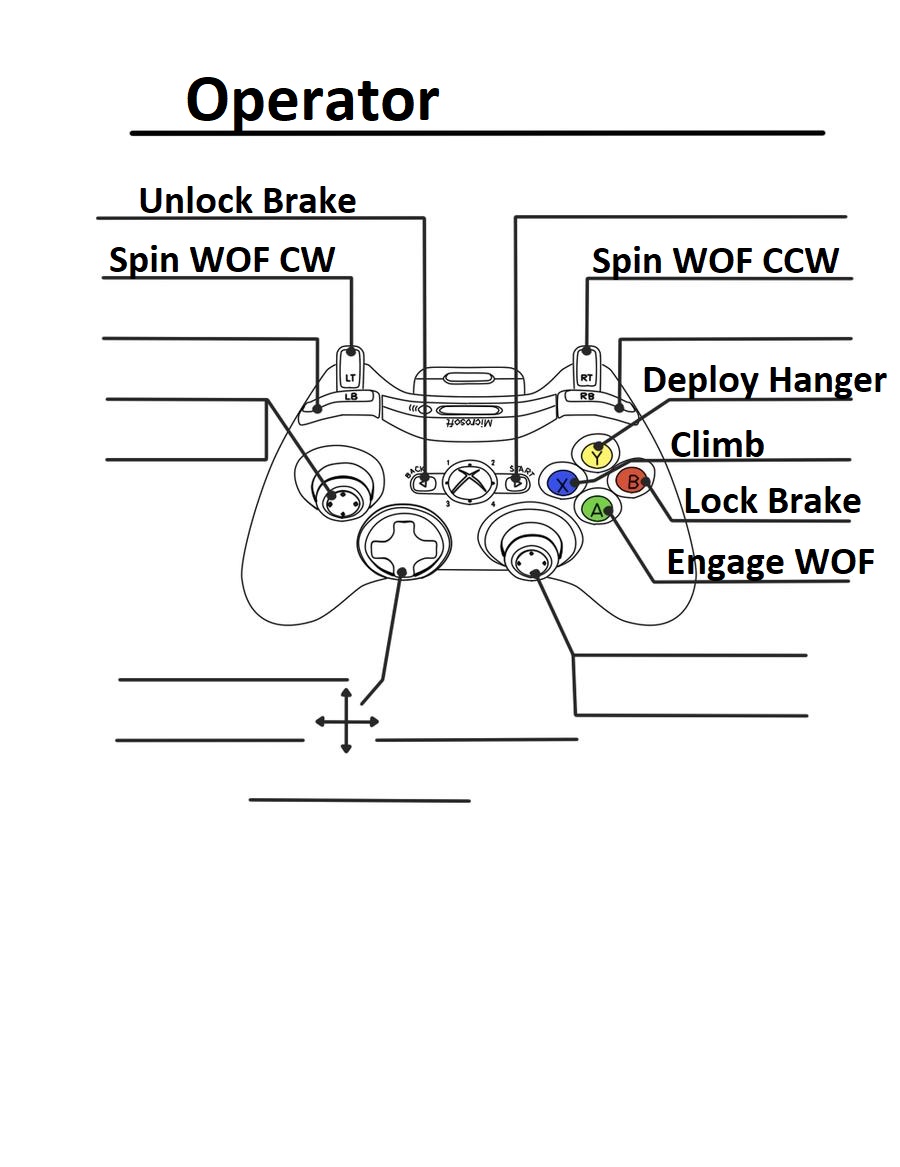 Operator
Unlock Brake
Spin WOF CW
Spin WOF CCW
LT
RT
Deploy Hanger
LB
RB
Microsoft
Climb
Y
BACK
1
2
START
X
B
Lock Brake
3
4
A
Engage WOF